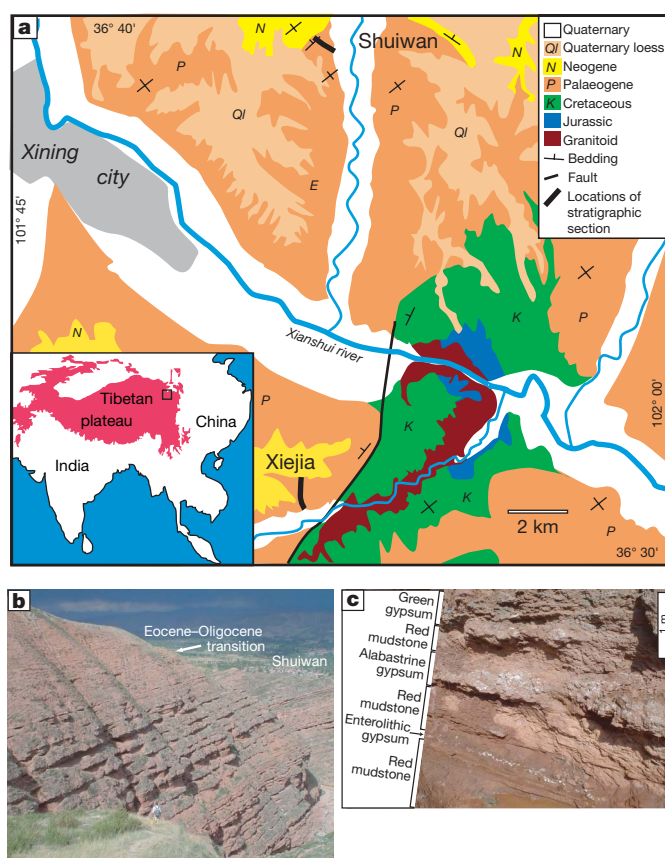 a
36° 40'
Shuiwan
Quaternary
Ql Quaternary loess
N Neogene
P Palaeogene
K Cretaceous
Jurassic
Granitoid
Bedding
Fault
Locations of
stratigraphic
section
N
N
P
P
Ql
Ql
E
Xining
city
101° 45'
K
P
Xianshui river
N
Tibetan
plateau
China
India
P
K
102° 00'
Xiejia
K
2 km
P
36° 30'
b
Eocene–Oligocene
transition
Shuiwan
c
Green
gypsum
Red
mudstone
Alabastrine
gypsum
Red
mudstone
Enterolithic
gypsum
Red
mudstone
1 m